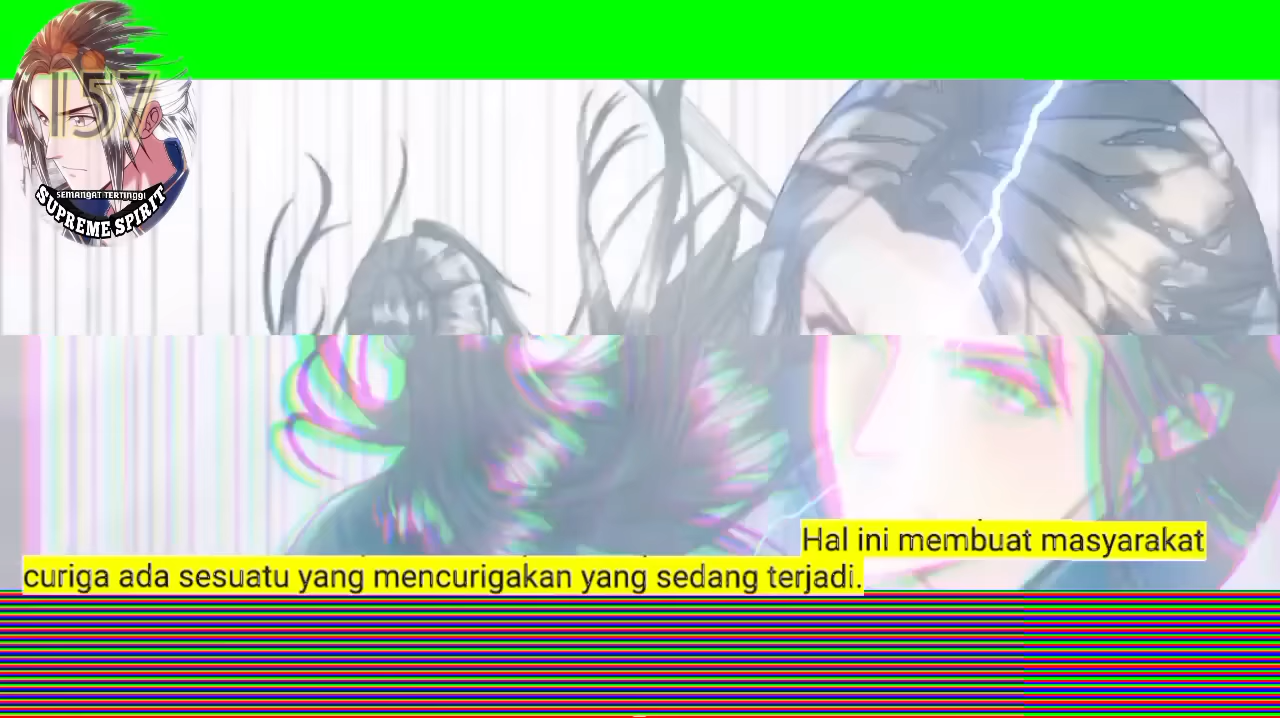 157
SEMANGAT TERTINGGI
SUPREME SPIRIT
Hal ini membuat masyarakat
curiga ada sesuatu yang mencurigakan yang sedang terjadi.